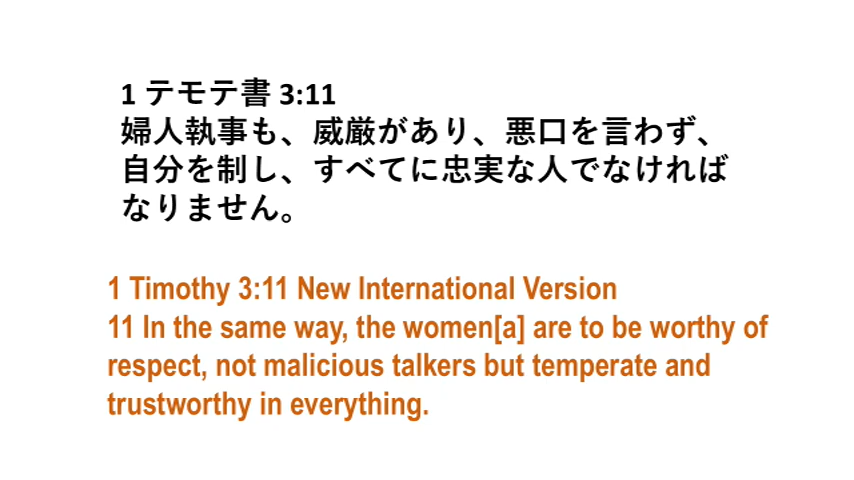 1 テモテ書 3:11
婦人執事も、威厳があり、悪口を言わず、
自分を制し、すべてに忠実な人でなければ
なりません。
1 Timothy 3:11 New International Version
11 In the same way, the women[a] are to be worthy of
respect, not malicious talkers but temperate and
trustworthy in everything.